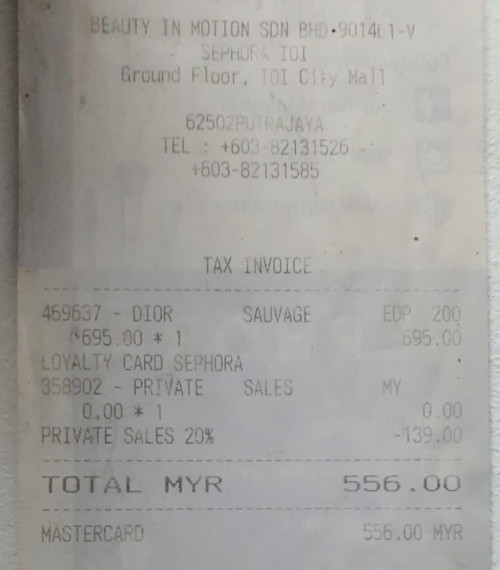 BEAUTY IN MOTION SDN BHD•901461-V
SEPHORA IOI
Ground Floor, IOI City Mall
62502PUTRAJAYA
TEL : +603-82131526
+603-82131585
TAX INVOICE
469637 - DIOR SAUVAGE EDP 200
695.00 * 1 695.00
LOYALTY CARD SEPHORA
358902 - PRIVATE SALES MY
0.00 * 1 0.00
PRIVATE SALES 20% -139.00
TOTAL MYR 556.00
MASTERCARD 556.00 MYR